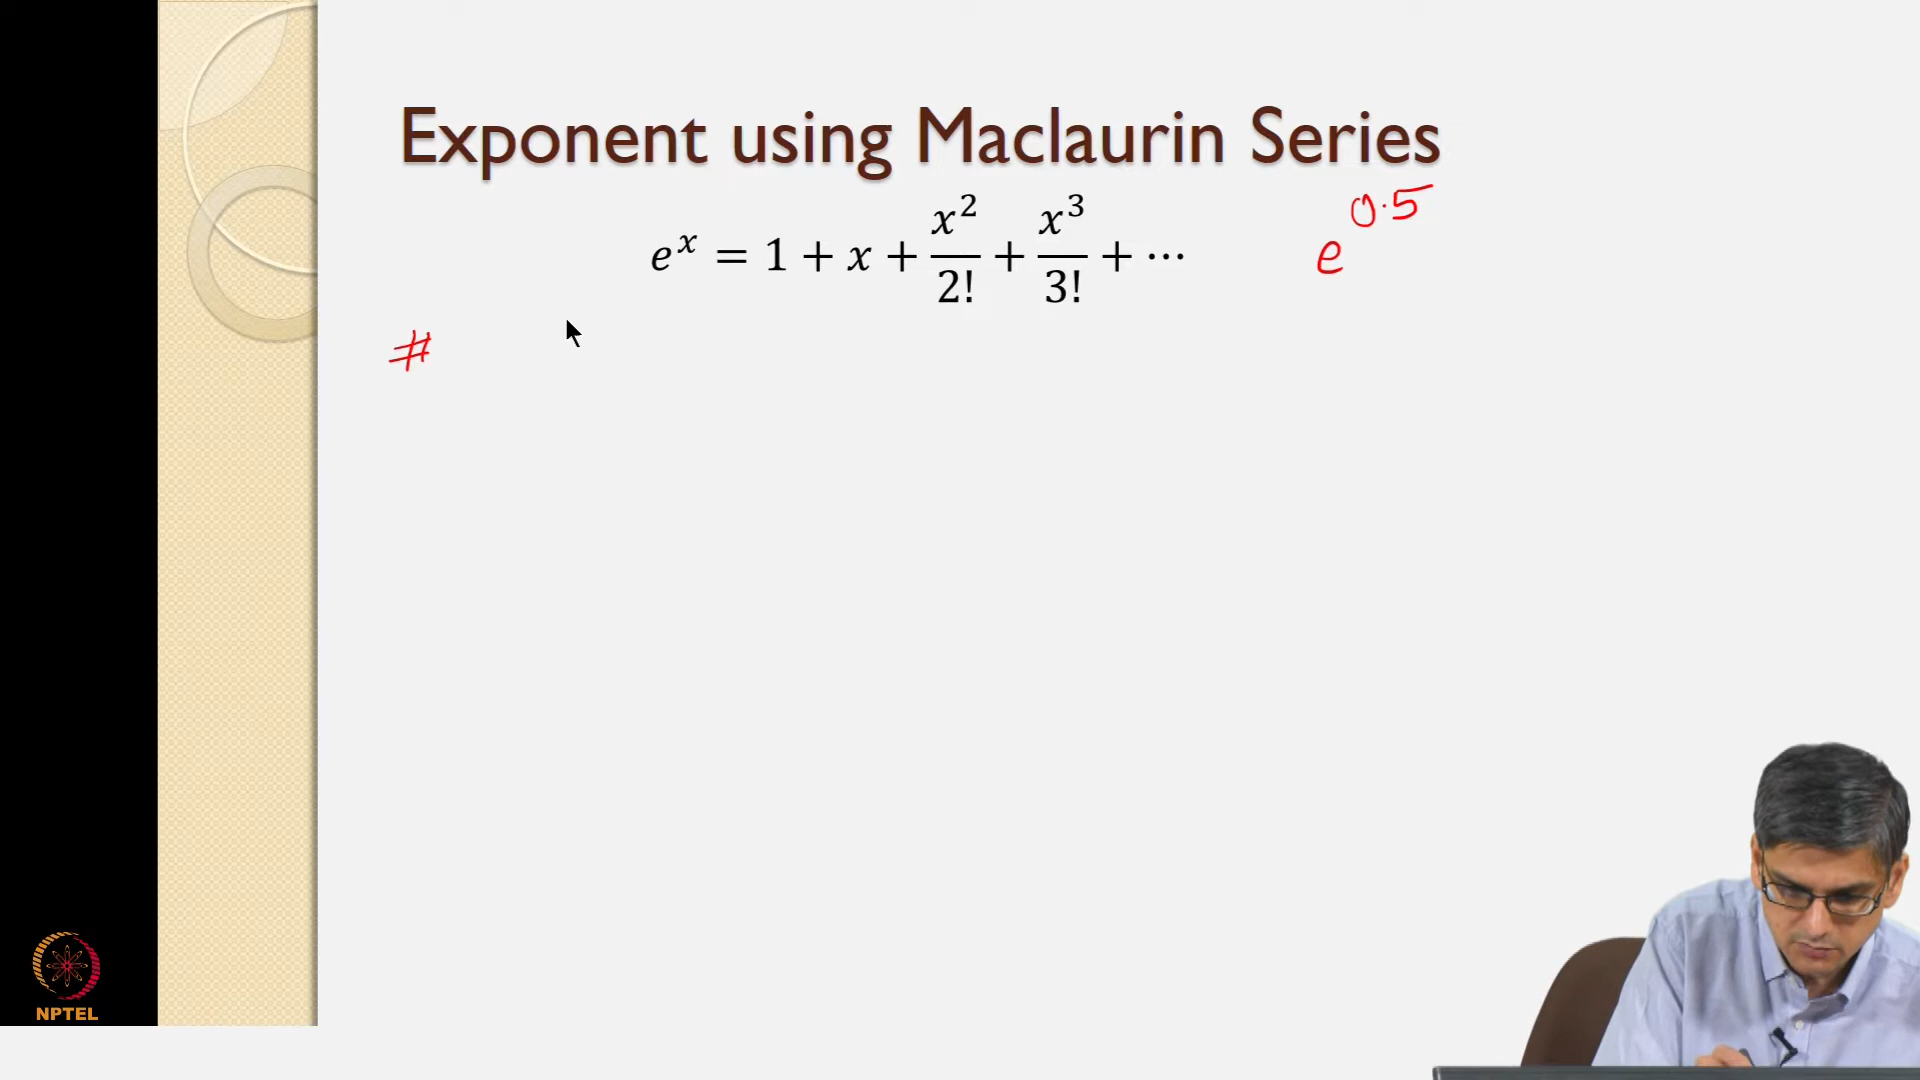 Exponent using Maclaurin Series
e^x = 1 + x + x^2/2! + x^3/3! + ⋯
e^0.5
#
NPTEL